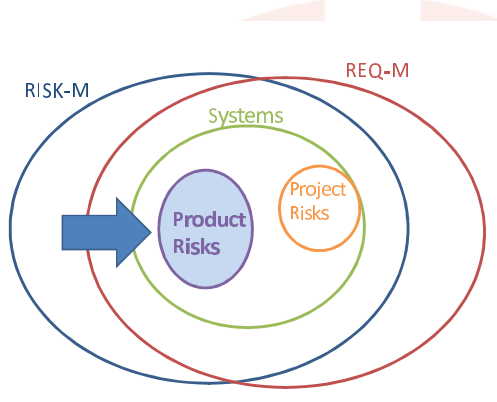 REQ-M
RISK-M
Systems
Project
Risks
Product
Risks